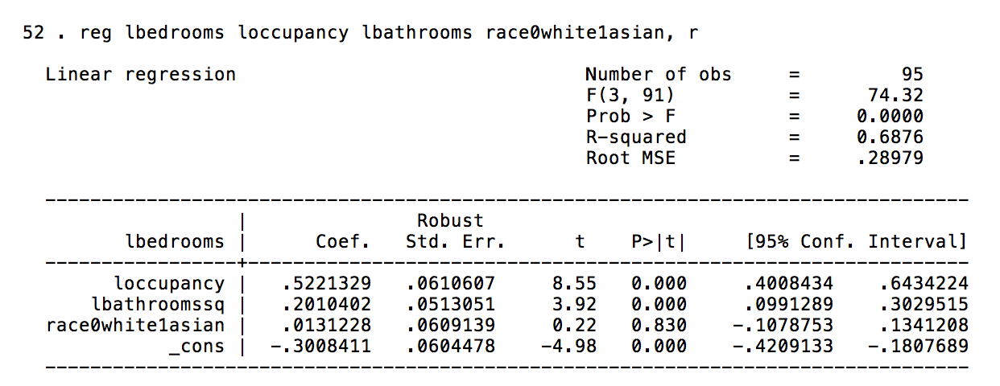 52 . reg lbedrooms loccupancy lbathrooms race0white1asian, r
Linear regression Number of obs = 95
F(3, 91) = 74.32
Prob > F = 0.0000
R-squared = 0.6876
Root MSE = .28979
------------------------------------------------------------------------------------
| Robust
lbedrooms | Coef. Std. Err. t P>|t| [95% Conf. Interval]
-----------------+------------------------------------------------------------------
loccupancy | .5221329 .0610607 8.55 0.000 .4008434 .6434224
lbathroomssq | .2010402 .0513051 3.92 0.000 .0991289 .3029515
race0white1asian | .0131228 .0609139 0.22 0.830 -.1078753 .1341208
_cons | -.3008411 .0604478 -4.98 0.000 -.4209133 -.1807689
------------------------------------------------------------------------------------